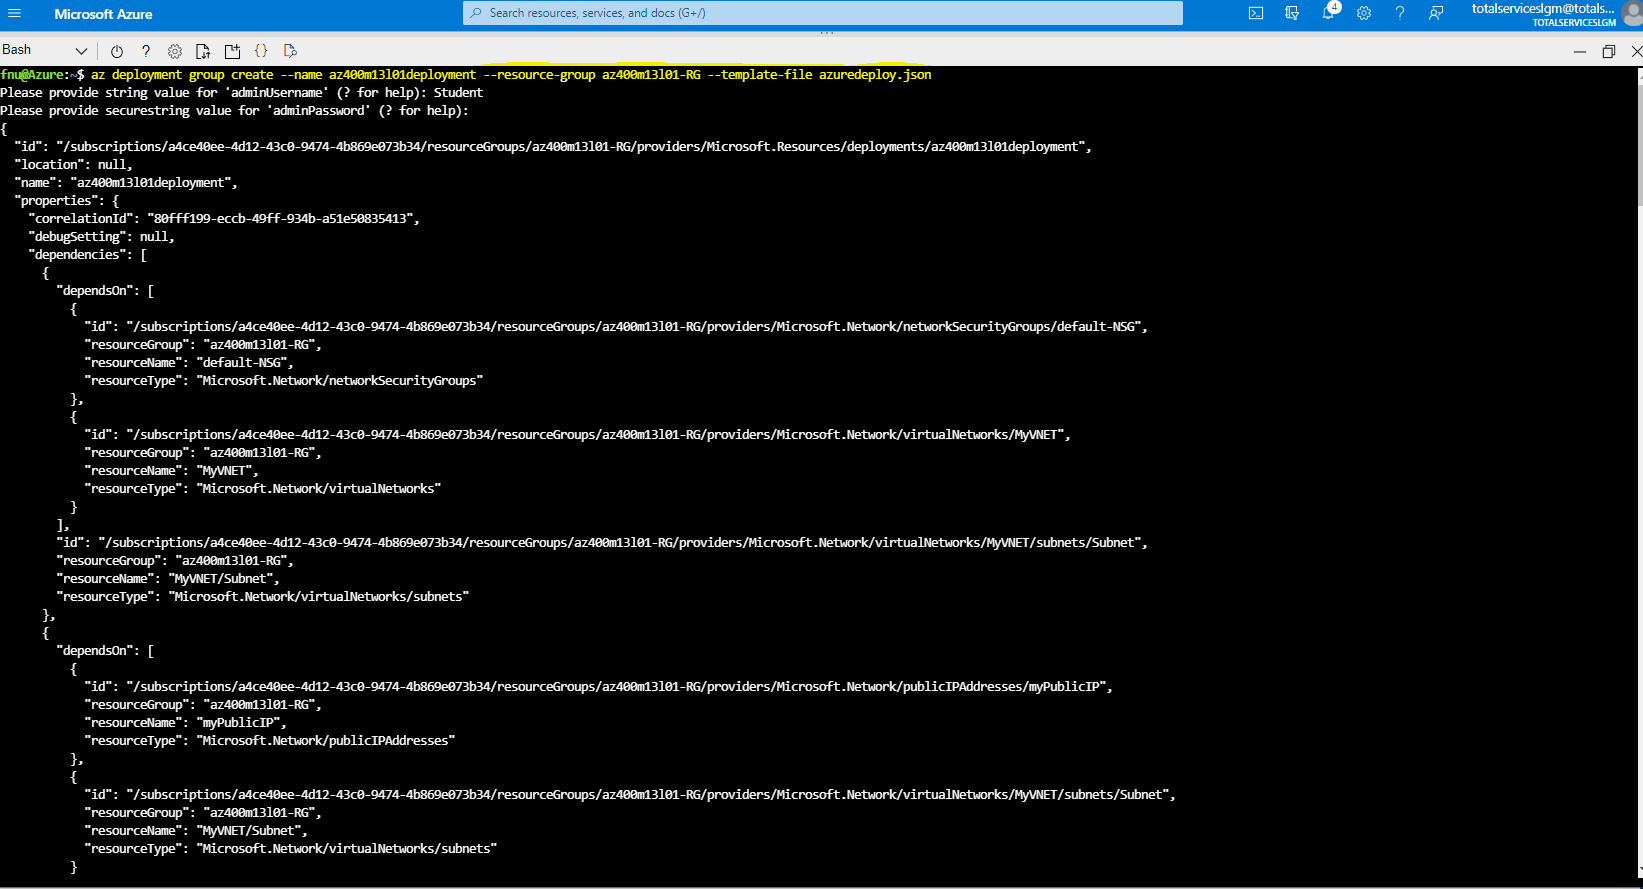 Microsoft Azure
Search resources, services, and docs (G+/)
4
totalserviceslgm@totals...
TOTALSERVICESLGM
Bash
fnu@Azure:~$ az deployment group create --name az400m13l01deployment --resource-group az400m13l01-RG --template-file azuredeploy.json
Please provide string value for 'adminUsername' (? for help): Student
Please provide securestring value for 'adminPassword' (? for help):
{
  "id": "/subscriptions/a4ce40ee-4d12-43c0-9474-4b869e073b34/resourceGroups/az400m13l01-RG/providers/Microsoft.Resources/deployments/az400m13l01deployment",
  "location": null,
  "name": "az400m13l01deployment",
  "properties": {
    "correlationId": "80fff199-eccb-49ff-934b-a51e50835413",
    "debugSetting": null,
    "dependencies": [
      {
        "dependsOn": [
          {
            "id": "/subscriptions/a4ce40ee-4d12-43c0-9474-4b869e073b34/resourceGroups/az400m13l01-RG/providers/Microsoft.Network/networkSecurityGroups/default-NSG",
            "resourceGroup": "az400m13l01-RG",
            "resourceName": "default-NSG",
            "resourceType": "Microsoft.Network/networkSecurityGroups"
          },
          {
            "id": "/subscriptions/a4ce40ee-4d12-43c0-9474-4b869e073b34/resourceGroups/az400m13l01-RG/providers/Microsoft.Network/virtualNetworks/MyVNET",
            "resourceGroup": "az400m13l01-RG",
            "resourceName": "MyVNET",
            "resourceType": "Microsoft.Network/virtualNetworks"
          }
        ],
        "id": "/subscriptions/a4ce40ee-4d12-43c0-9474-4b869e073b34/resourceGroups/az400m13l01-RG/providers/Microsoft.Network/virtualNetworks/MyVNET/subnets/Subnet",
        "resourceGroup": "az400m13l01-RG",
        "resourceName": "MyVNET/Subnet",
        "resourceType": "Microsoft.Network/virtualNetworks/subnets"
      },
      {
        "dependsOn": [
          {
            "id": "/subscriptions/a4ce40ee-4d12-43c0-9474-4b869e073b34/resourceGroups/az400m13l01-RG/providers/Microsoft.Network/publicIPAddresses/myPublicIP",
            "resourceGroup": "az400m13l01-RG",
            "resourceName": "myPublicIP",
            "resourceType": "Microsoft.Network/publicIPAddresses"
          },
          {
            "id": "/subscriptions/a4ce40ee-4d12-43c0-9474-4b869e073b34/resourceGroups/az400m13l01-RG/providers/Microsoft.Network/virtualNetworks/MyVNET/subnets/Subnet",
            "resourceGroup": "az400m13l01-RG",
            "resourceName": "MyVNET/Subnet",
            "resourceType": "Microsoft.Network/virtualNetworks/subnets"
          }